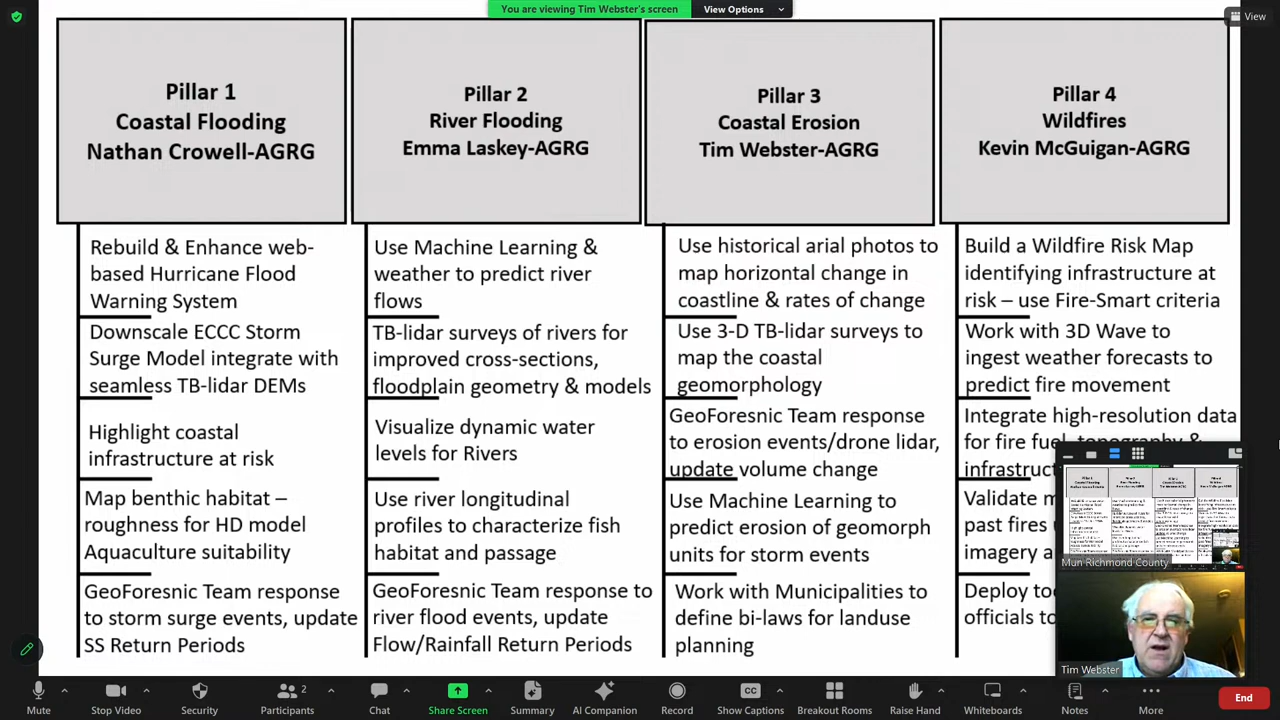 You are viewing Tim Webster's screen
View Options
View
Pillar 1
Coastal Flooding
Nathan Crowell-AGRG
Rebuild & Enhance web-
based Hurricane Flood
Warning System
Downscale ECCC Storm
Surge Model integrate with
seamless TB-lidar DEMs
Highlight coastal
infrastructure at risk
Map benthic habitat –
roughness for HD model
Aquaculture suitability
GeoForesnic Team response
to storm surge events, update
SS Return Periods
Pillar 2
River Flooding
Emma Laskey-AGRG
Use Machine Learning &
weather to predict river
flows
TB-lidar surveys of rivers for
improved cross-sections,
floodplain geometry & models
Visualize dynamic water
levels for Rivers
Use river longitudinal
profiles to characterize fish
habitat and passage
GeoForesnic Team response to
river flood events, update
Flow/Rainfall Return Periods
Pillar 3
Coastal Erosion
Tim Webster-AGRG
Use historical arial photos to
map horizontal change in
coastline & rates of change
Use 3-D TB-lidar surveys to
map the coastal
geomorphology
GeoForesnic Team response
to erosion events/drone lidar,
update volume change
Use Machine Learning to
predict erosion of geomorph
units for storm events
Work with Municipalities to
define bi-laws for landuse
planning
Pillar 4
Wildfires
Kevin McGuigan-AGRG
Build a Wildfire Risk Map
identifying infrastructure at
risk – use Fire-Smart criteria
Work with 3D Wave to
ingest weather forecasts to
predict fire movement
Integrate high-resolution data
for fire fuel, topography &
Validate
past fires
imagery
Deploy
officials
Mun Richmond County
Tim Webster
Mute
Stop Video
Security
Participants
2
Chat
Share Screen
Summary
AI Companion
Record
CC
Show Captions
Breakout Rooms
Raise Hand
Whiteboards
Notes
More
End